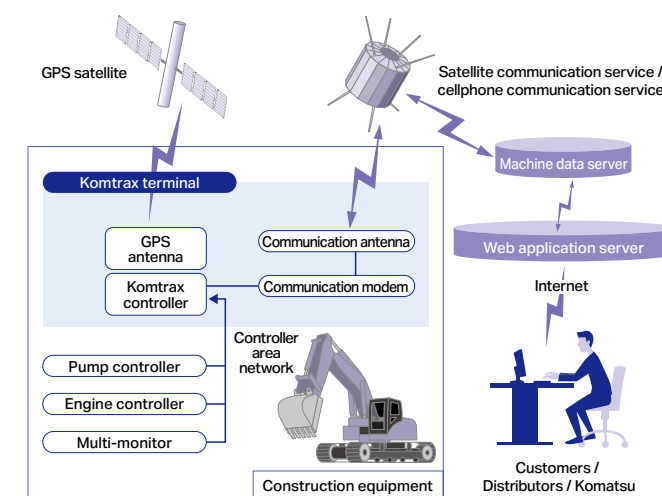 GPS satellite
Satellite communication service /
cellphone communication service
Machine data server
Komtrax terminal
GPS
antenna
Communication antenna
Web application server
Komtrax
controller
Communication modem
Internet
Controller
area
network
Pump controller
Engine controller
Multi-monitor
Construction equipment
Customers /
Distributors / Komatsu